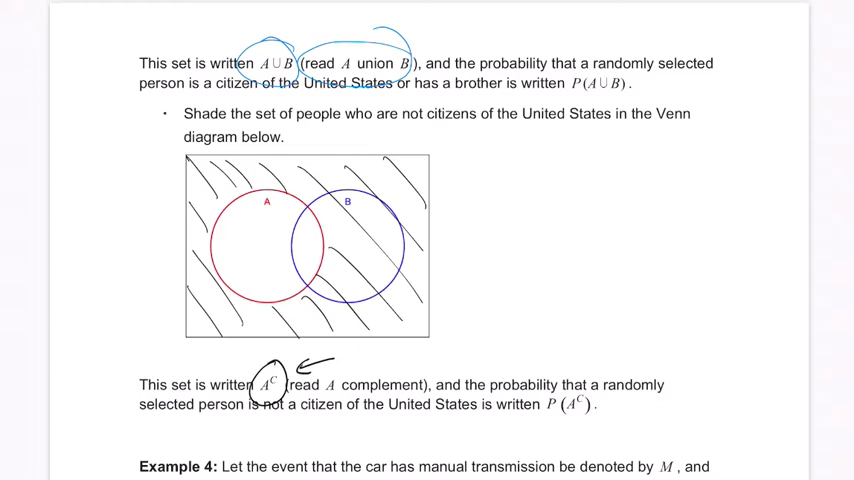 This set is written A ∪ B (read A union B), and the probability that a randomly selected
person is a citizen of the United States or has a brother is written P(A ∪ B).
• Shade the set of people who are not citizens of the United States in the Venn
diagram below.
A B
This set is written A^C (read A complement), and the probability that a randomly
selected person is not a citizen of the United States is written P (A^C).
Example 4: Let the event that the car has manual transmission be denoted by M, and